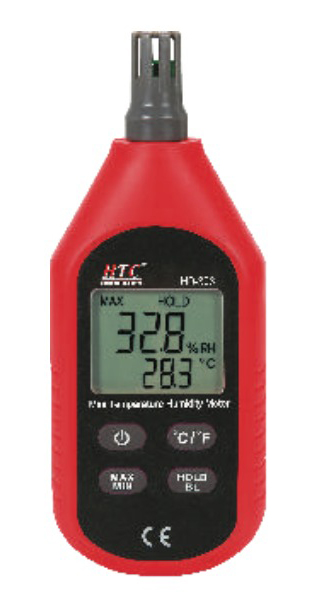 HTC
MAX HOLD
32.8 %RH
28.3 °C
Mini Temperature Humidity Meter
°C/°F
MAX
MIN
HOLD
BL
CE